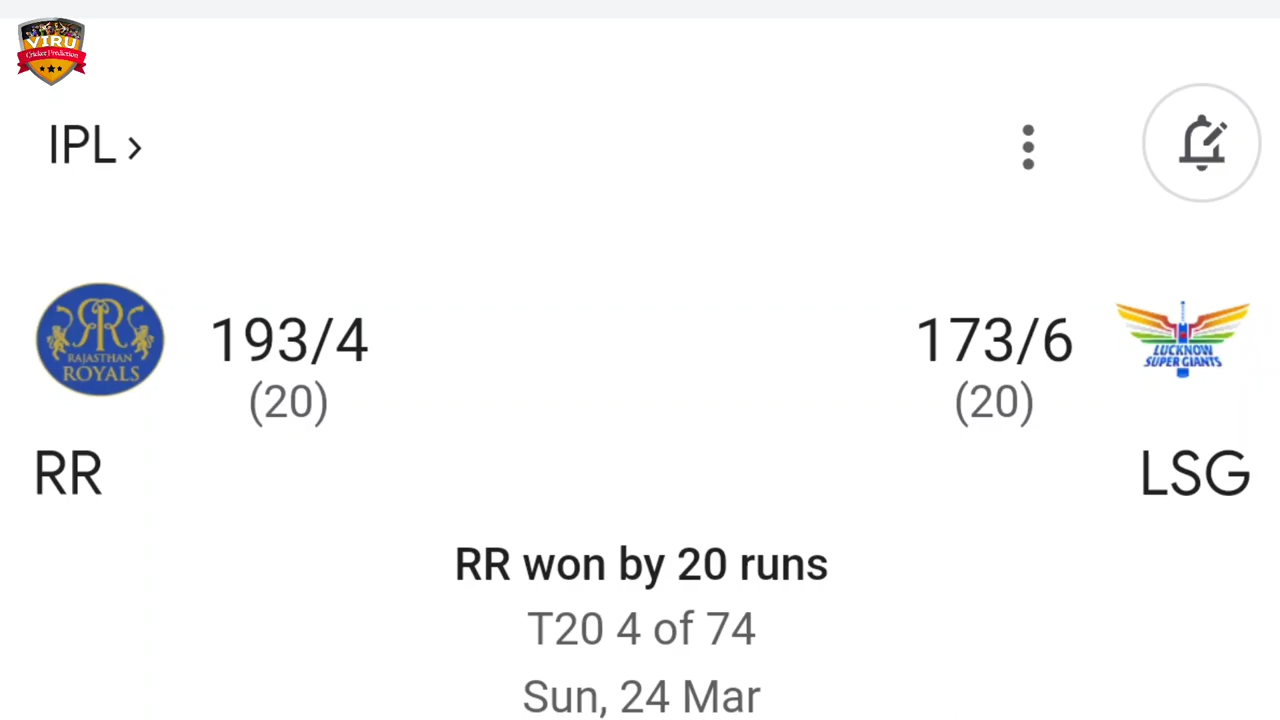 VIRU
Cricket Prediction
IPL >
RAJASTHAN
ROYALS
193/4
(20)
RR
173/6
(20)
LUCKNOW
SUPER GIANTS
LSG
RR won by 20 runs
T20 4 of 74
Sun, 24 Mar